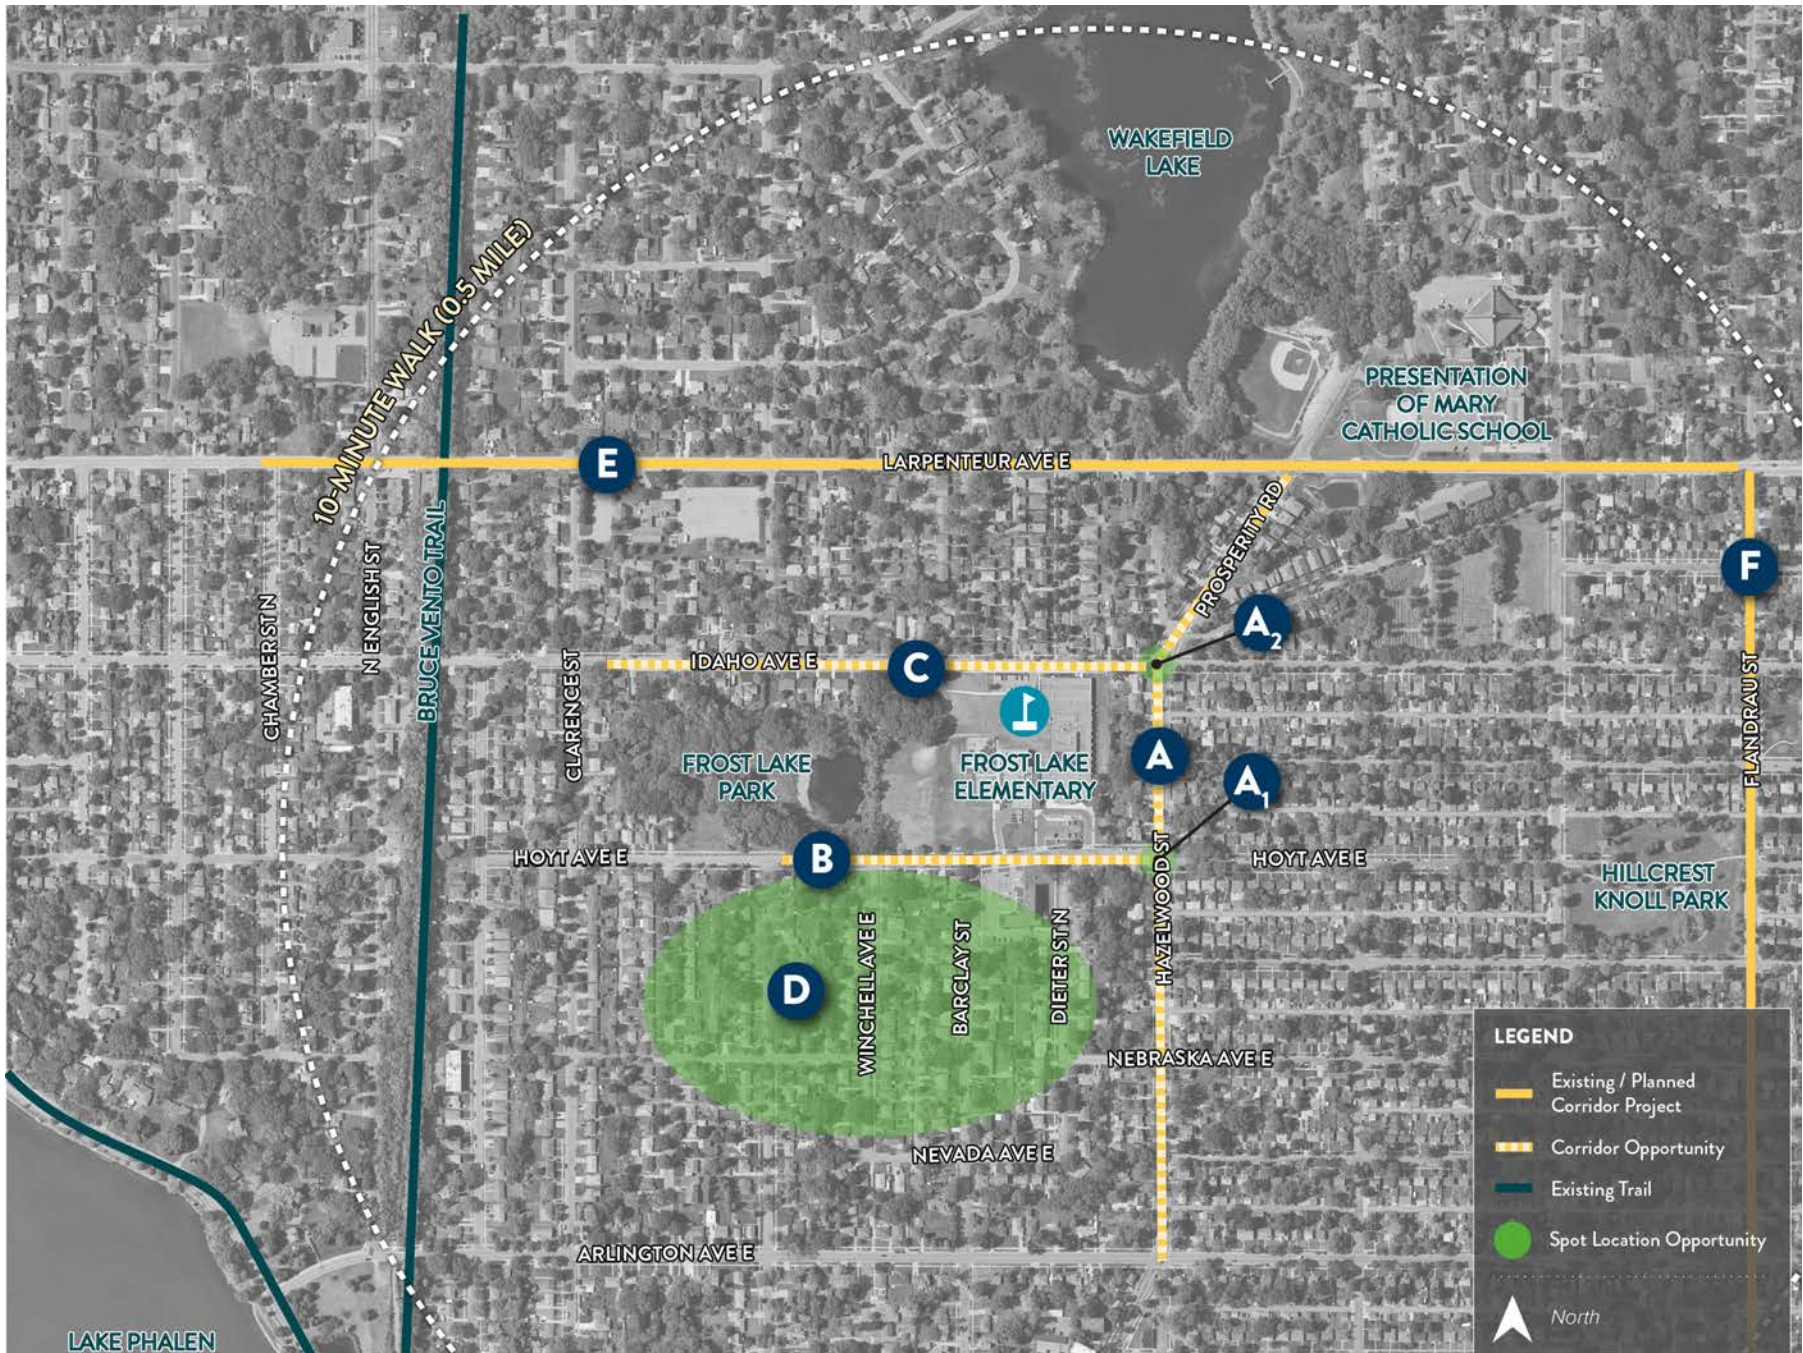 WAKEFIELD
LAKE
10-MINUTE WALK (0.5 MILE)
PRESENTATION
OF MARY
CATHOLIC SCHOOL
E
LARPENTEUR AVE E
PROSPERITY RD
F
N ENGLISH ST
BRUCE VENTO TRAIL
CHAMBER ST N
CLARENCE ST
IDAHO AVE E
C
A2
FLANDRAU ST
FROST LAKE
PARK
FROST LAKE
ELEMENTARY
A
A1
HOYT AVE E
B
HAZELWOOD ST
HOYT AVE E
HILLCREST
KNOLL PARK
D
WINCHELL AVE E
BARCLAY ST
DIETER ST N
NEBRASKA AVE E
NEVADA AVE E
ARLINGTON AVE E
LAKE PHALEN
LEGEND
Existing / Planned
Corridor Project
Corridor Opportunity
Existing Trail
Spot Location Opportunity
North